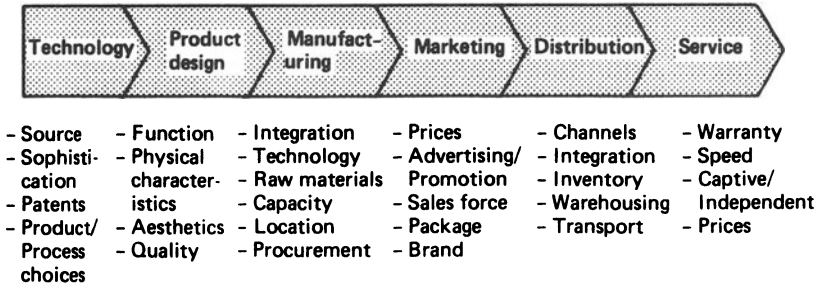 Technology
Product
design
Manufact-
uring
Marketing
Distribution
Service
- Source
- Sophisti-
cation
- Patents
- Product/
Process
choices
- Function
- Physical
character-
istics
- Aesthetics
- Quality
- Integration
- Technology
- Raw materials
- Capacity
- Location
- Procurement
- Prices
- Advertising/
Promotion
- Sales force
- Package
- Brand
- Channels
- Integration
- Inventory
- Warehousing
- Transport
- Warranty
- Speed
- Captive/
Independent
- Prices